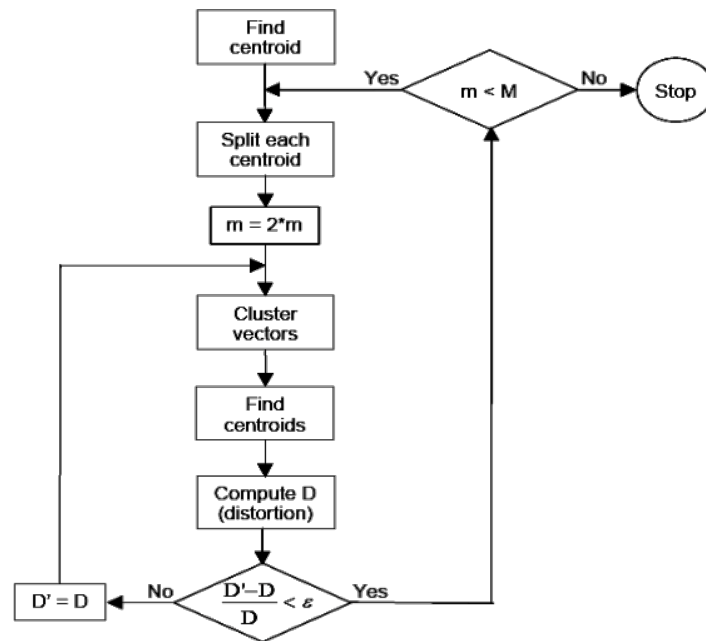 Find
centroid
Yes
m < M
No
Stop
Split each
centroid
m = 2*m
Cluster
vectors
Find
centroids
Compute D
(distortion)
D' = D
No
D'−D
D
< ε
Yes